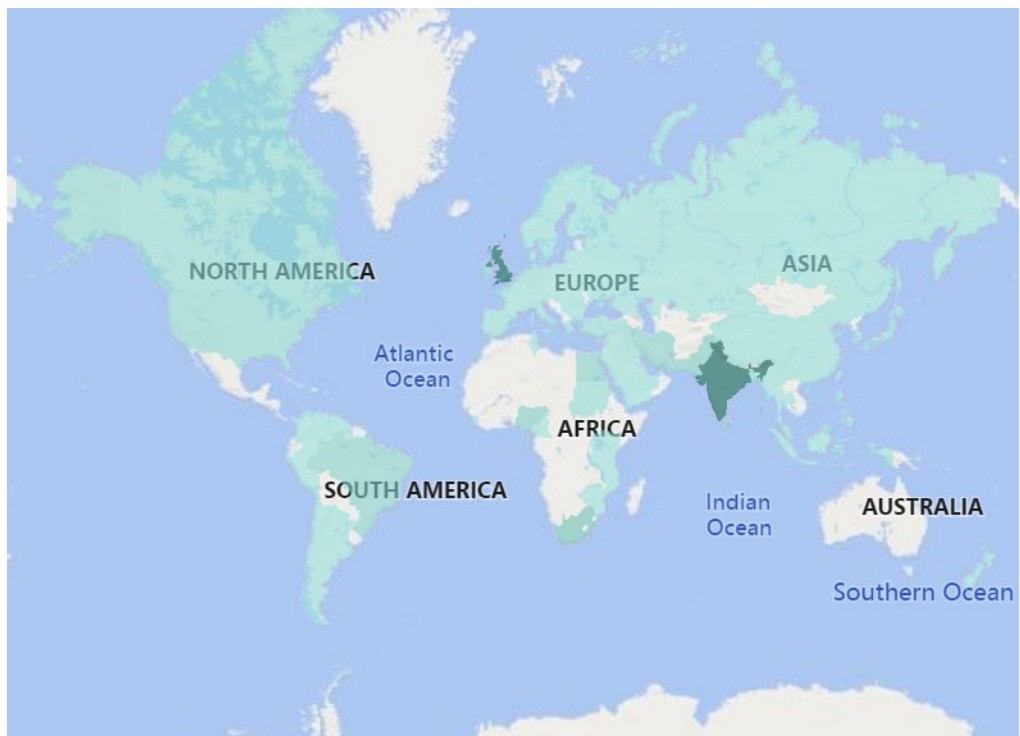 ASIA
NORTH AMERICA
EUROPE
Atlantic
Ocean
AFRICA
SOUTH AMERICA
Indian
Ocean
AUSTRALIA
Southern Ocean